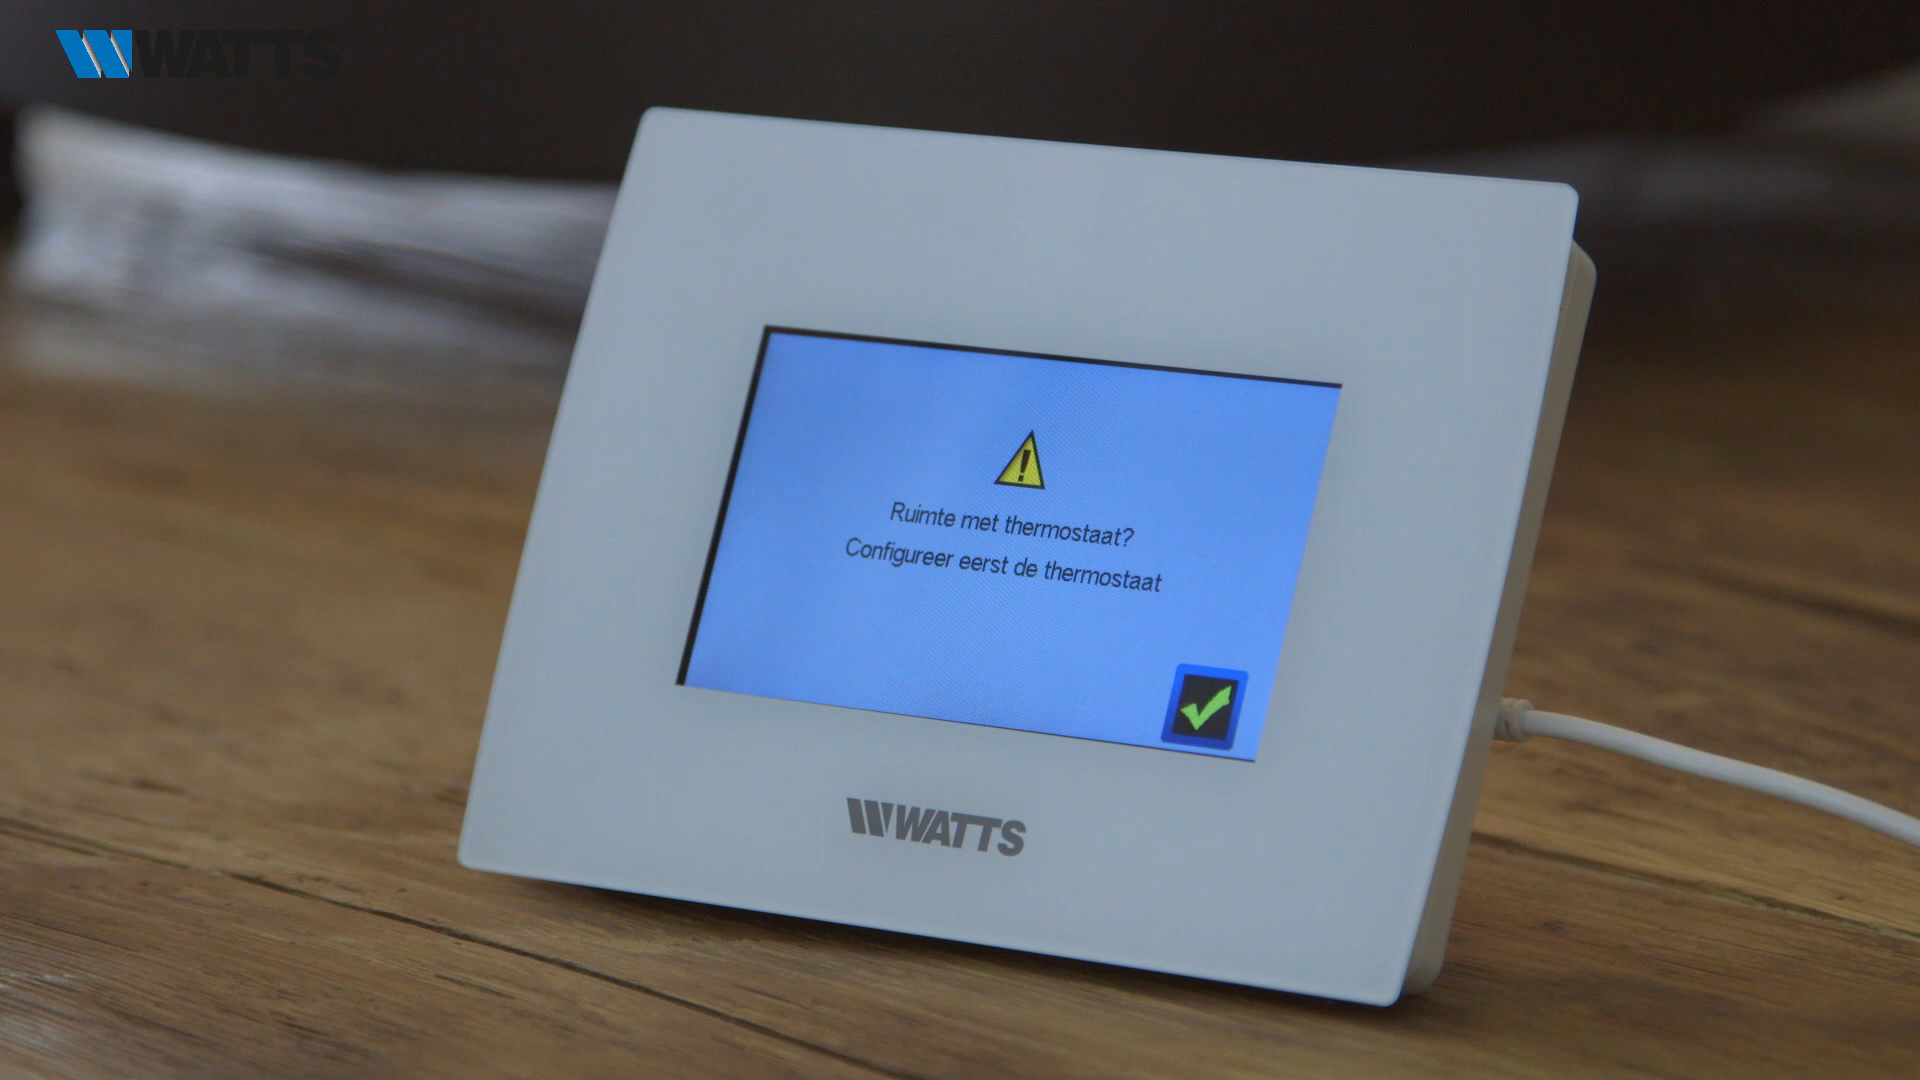 WATTS
Ruimte met thermostaat?
Configureer eerst de thermostaat
WATTS